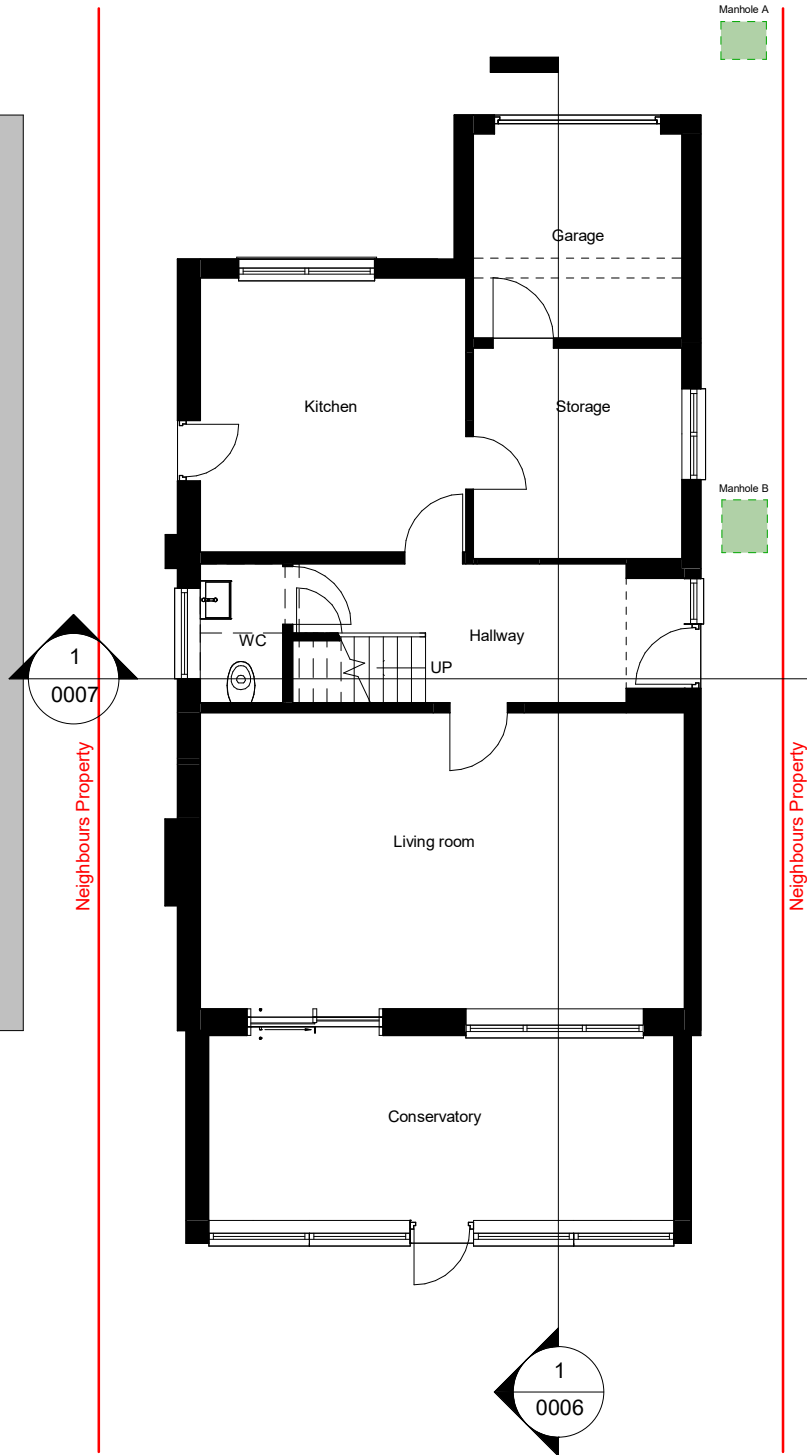 Manhole A
Garage
Kitchen
Storage
Manhole B
WC
Hallway
UP
1
0007
Neighbours Property
Neighbours Property
Living room
Conservatory
1
0006